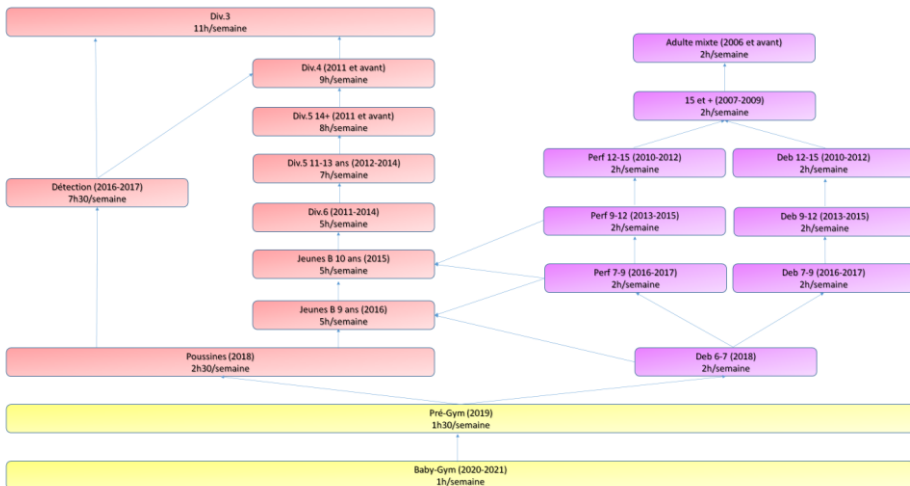 Div.3
11h/semaine
Adulte mixte (2006 et avant)
2h/semaine
Div.4 (2011 et avant)
9h/semaine
15 et + (2007-2009)
2h/semaine
Div.5 14+ (2011 et avant)
8h/semaine
Perf 12-15 (2010-2012)
2h/semaine
Deb 12-15 (2010-2012)
2h/semaine
Div.5 11-13 ans (2012-2014)
7h/semaine
Détection (2016-2017)
7h30/semaine
Div.6 (2011-2014)
5h/semaine
Perf 9-12 (2013-2015)
2h/semaine
Deb 9-12 (2013-2015)
2h/semaine
Jeunes B 10 ans (2015)
5h/semaine
Perf 7-9 (2016-2017)
2h/semaine
Deb 7-9 (2016-2017)
2h/semaine
Jeunes B 9 ans (2016)
5h/semaine
Poussines (2018)
2h30/semaine
Deb 6-7 (2018)
2h/semaine
Pré-Gym (2019)
1h30/semaine
Baby-Gym (2020-2021)
1h/semaine